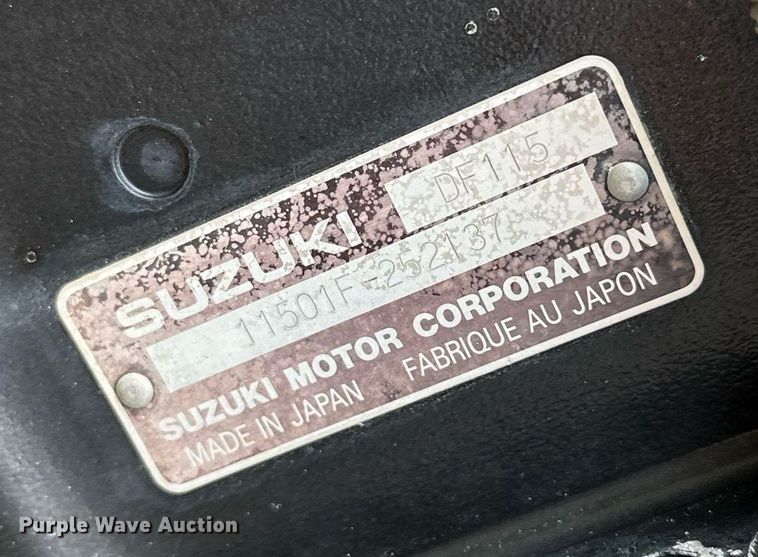 SUZUKI DF115
11501F-252137
SUZUKI MOTOR CORPORATION
MADE IN JAPAN FABRIQUE AU JAPON
Purple Wave Auction